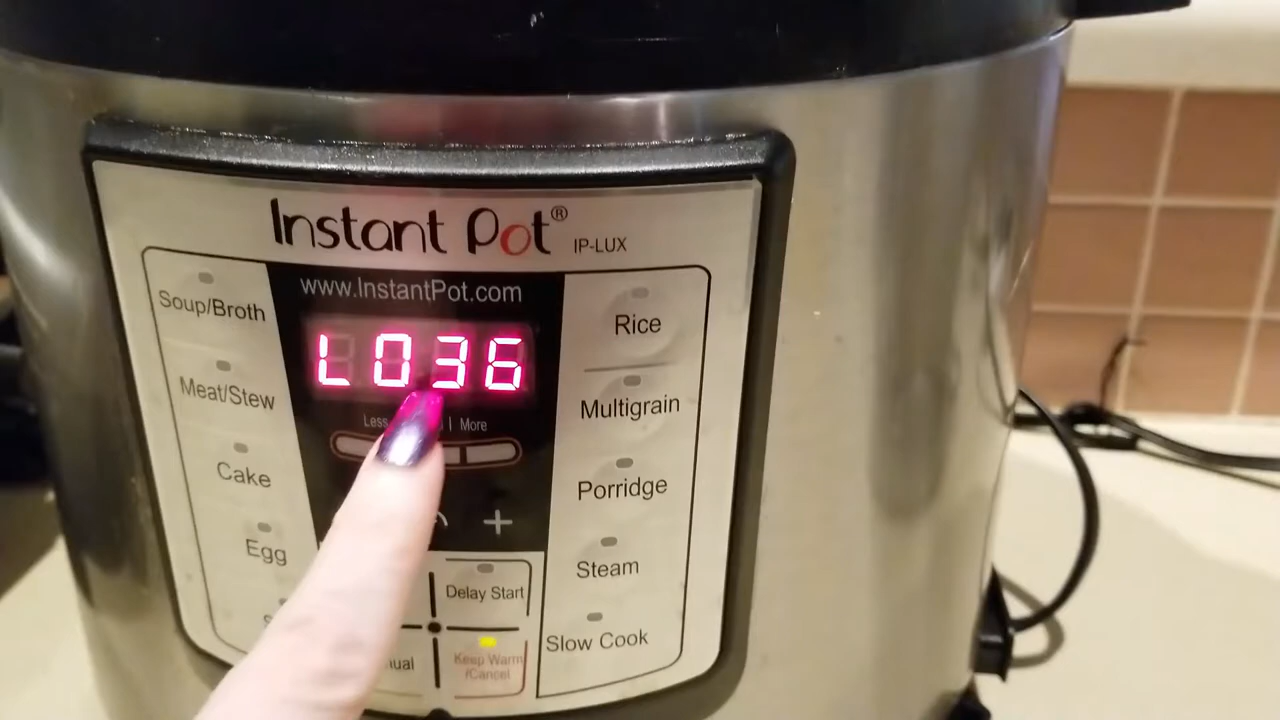 Instant Pot® IP-LUX
www.InstantPot.com
L036
Less
More
Soup/Broth
Meat/Stew
Cake
Egg
Rice
Multigrain
Porridge
Steam
Slow Cook
+
Delay Start
Keep Warm
/Cancel